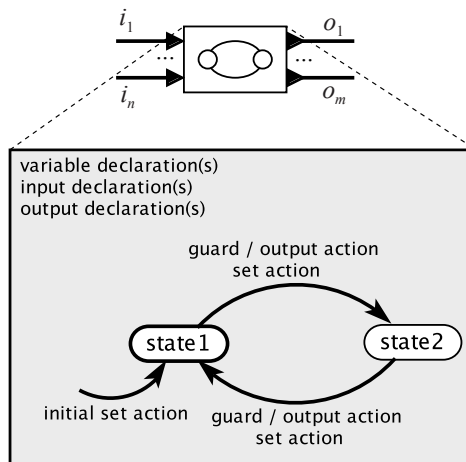 i1 o1
... ...
in om
variable declaration(s)
input declaration(s)
output declaration(s)
guard / output action
set action
state1 state2
initial set action
guard / output action
set action